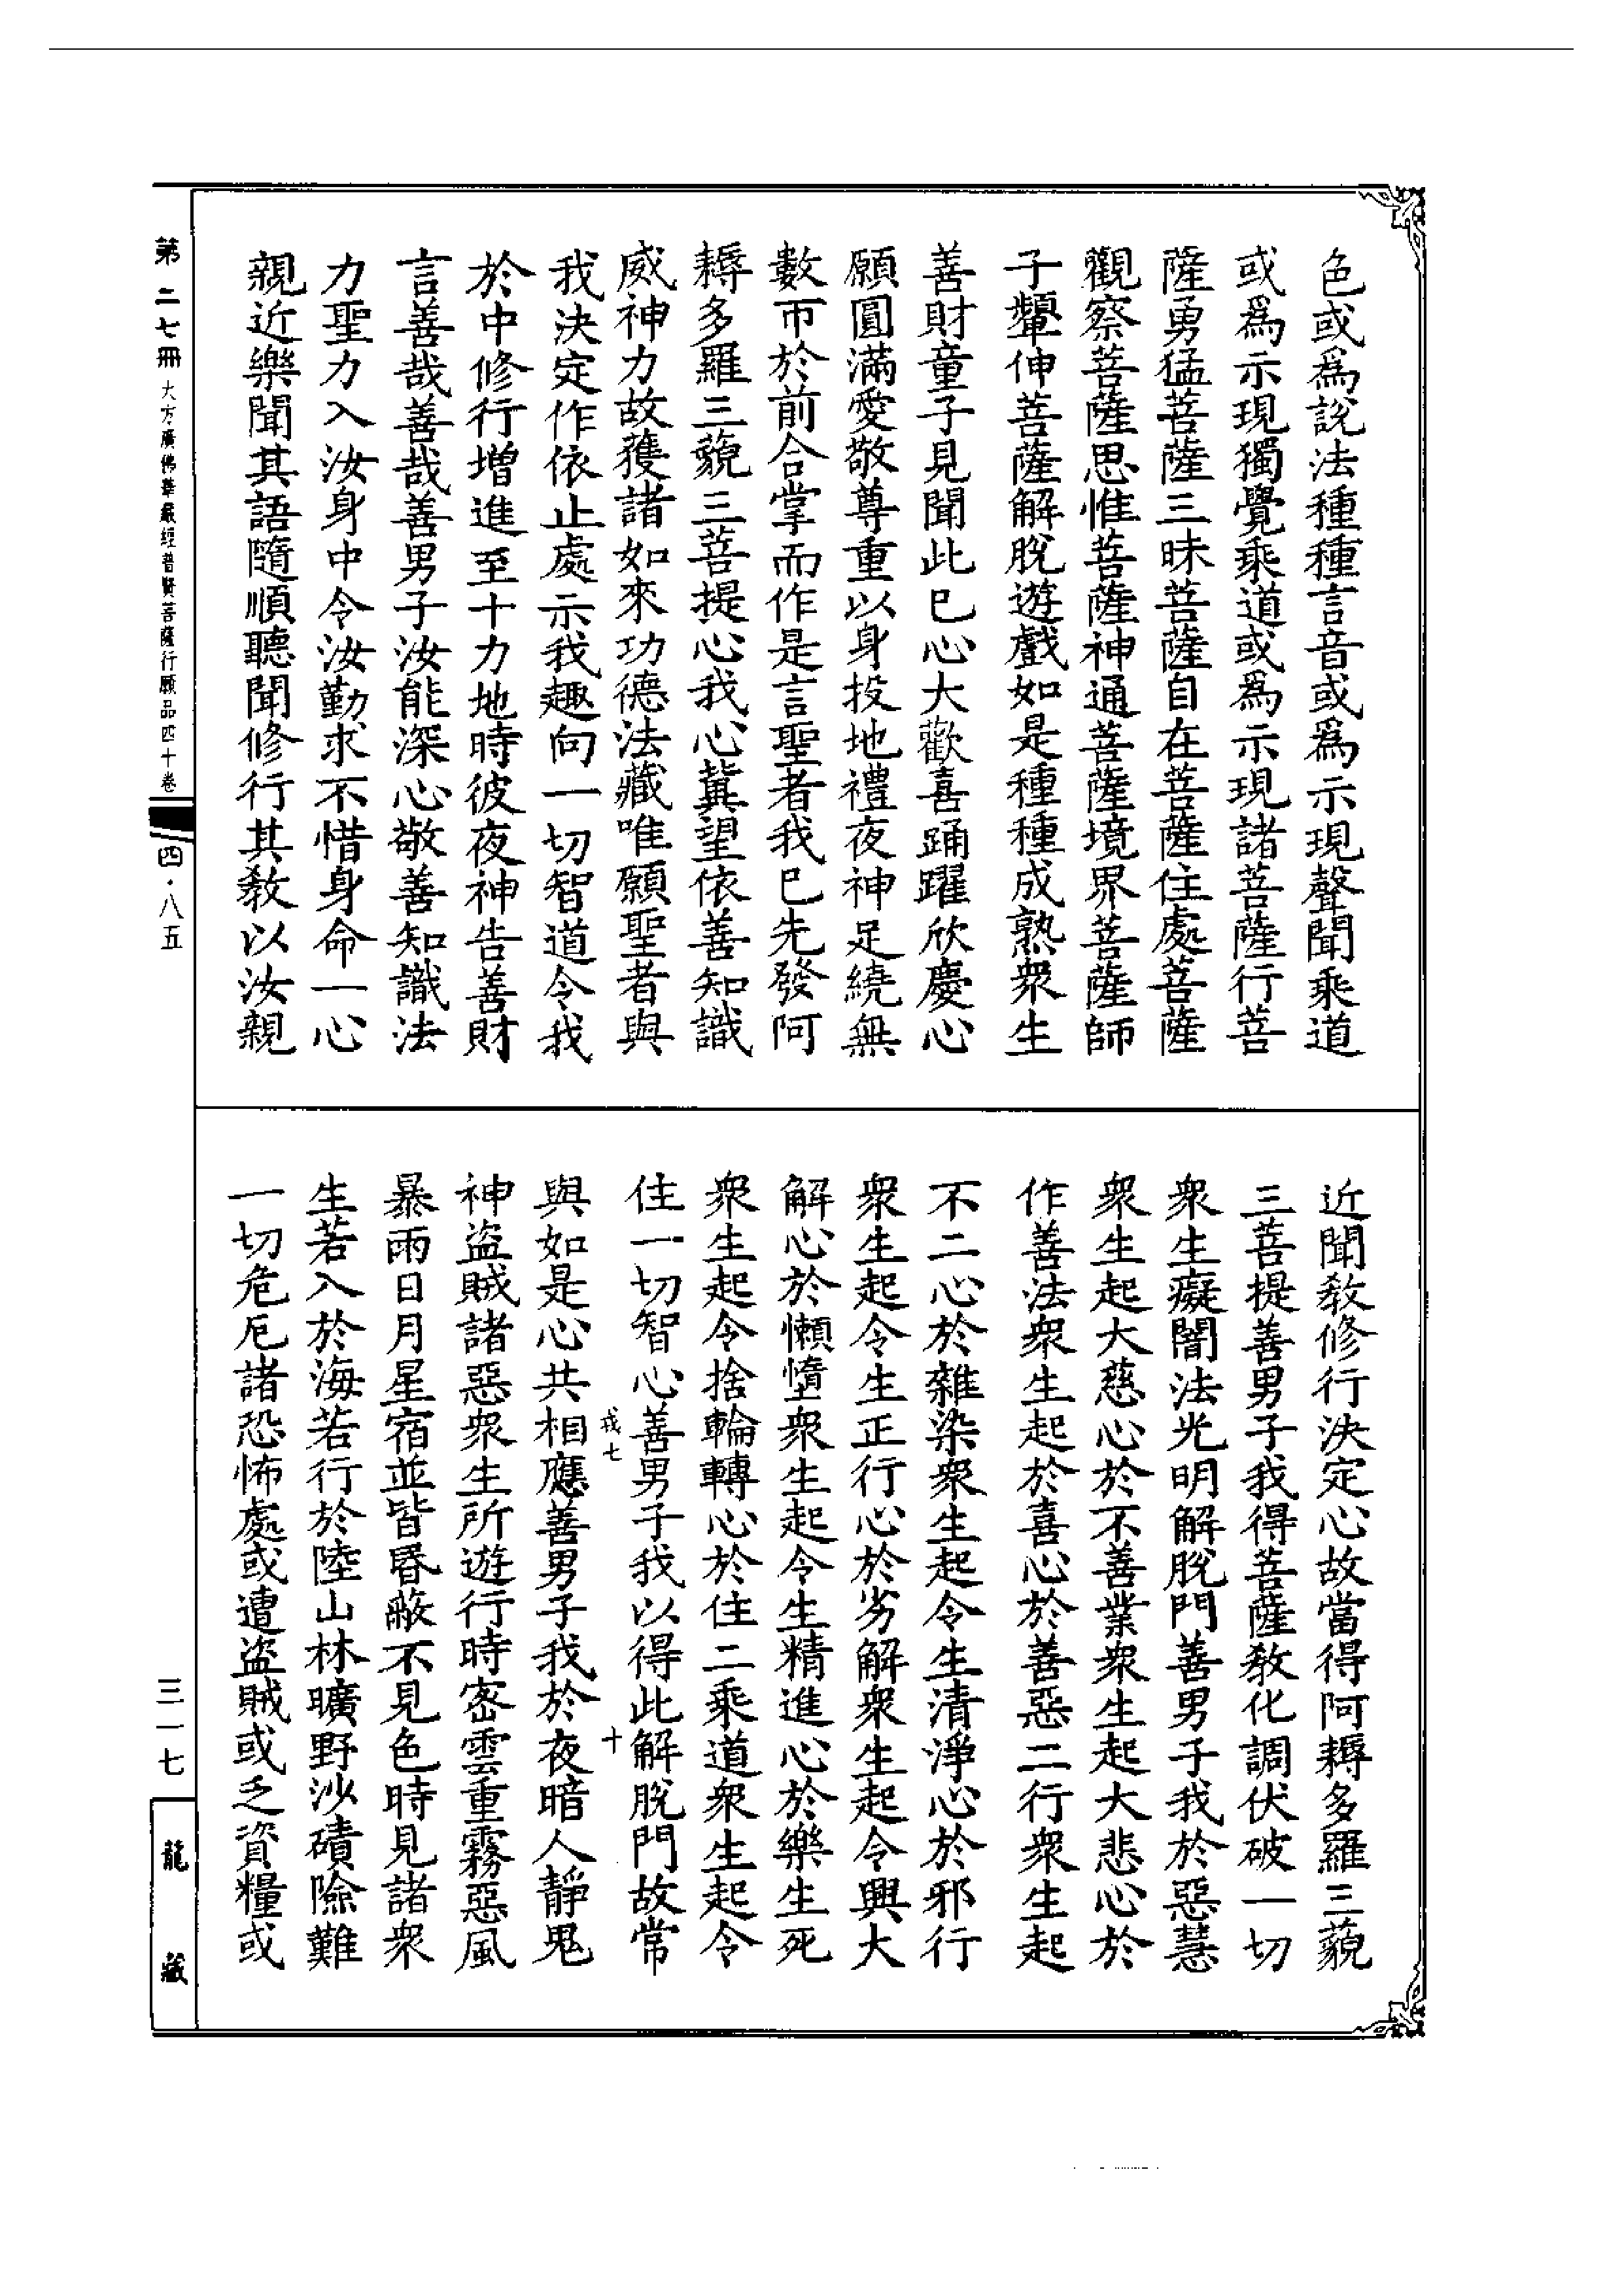 色或爲說法種種言音或爲示現聲聞乘道
或爲示現獨覺乘道或爲示現諸菩薩行菩
薩勇猛菩薩三昧菩薩自在菩薩住處菩薩
觀察菩薩思惟菩薩神通菩薩境界菩薩師
子顰伸菩薩解脫遊戲如是種種成熟衆生
善財童子見聞此已心大歡喜踊躍欣慶心
願圓滿愛敬尊重以身投地禮夜神足繞無
數帀於前合掌而作是言聖者我已先發阿
耨多羅三藐三菩提心我心冀望依善知識
威神力故獲諸如來功德法藏唯願聖者與
我決定作依止處示我趣向一切智道令我
於中修行增進至十力地時彼夜神告善財
言善哉善哉善男子汝能深心敬善知識法
力聖力入汝身中令汝勤求不惜身命一心
親近樂聞其語隨順聽聞修行其教以汝親
近聞教修行決定心故當得阿耨多羅三藐
三菩提善男子我得菩薩教化調伏破一切
衆生癡闇法光明解脫門善男子我於惡慧
衆生起大慈心於不善業衆生起大悲心於
作善法衆生起於喜心於善惡二行衆生起
不二心於雜染衆生起令生清淨心於邪行
衆生起令生正行心於劣解衆生起令興大
解心於懶憜衆生起令生精進心於樂生死
衆生起令捨輪轉心於住二乘道衆生起令
住一切智心善男子我以得此解脫門故常
戎七 十
與如是心共相應善男子我於夜暗人靜鬼
神盜賊諸惡衆生所遊行時密雲重霧惡風
暴雨日月星宿並皆昬蔽不見色時見諸衆
生若入於海若行於陸山林曠野沙磧險難
一切危厄諸恐怖處或遭盜賊或乏資糧或
第二七冊 大方廣佛華嚴經普賢菩薩行願品四十卷
四·八五
三一七
龍藏